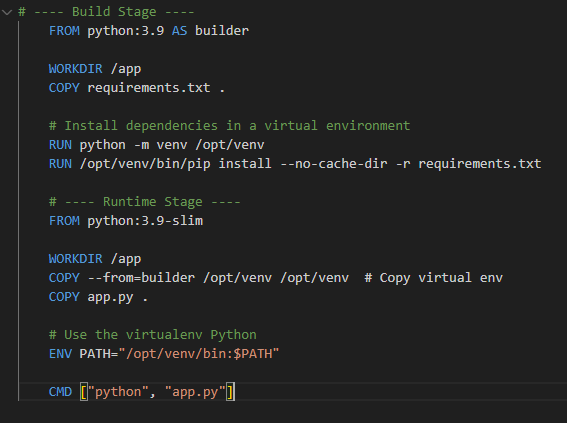 # ---- Build Stage ----
FROM python:3.9 AS builder
WORKDIR /app
COPY requirements.txt .
# Install dependencies in a virtual environment
RUN python -m venv /opt/venv
RUN /opt/venv/bin/pip install --no-cache-dir -r requirements.txt
# ---- Runtime Stage ----
FROM python:3.9-slim
WORKDIR /app
COPY --from=builder /opt/venv /opt/venv  # Copy virtual env
COPY app.py .
# Use the virtualenv Python
ENV PATH="/opt/venv/bin:$PATH"
CMD ["python", "app.py"]